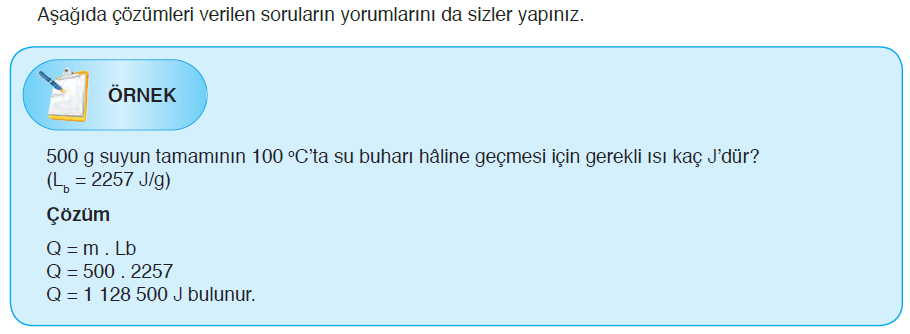 Aşağıda çözümleri verilen soruların yorumlarını da sizler yapınız.
ÖRNEK
500 g suyun tamamının 100 ºC’ta su buharı hâline geçmesi için gerekli ısı kaç J’dür?
(L_b = 2257 J/g)
Çözüm
Q = m . Lb
Q = 500 . 2257
Q = 1 128 500 J bulunur.